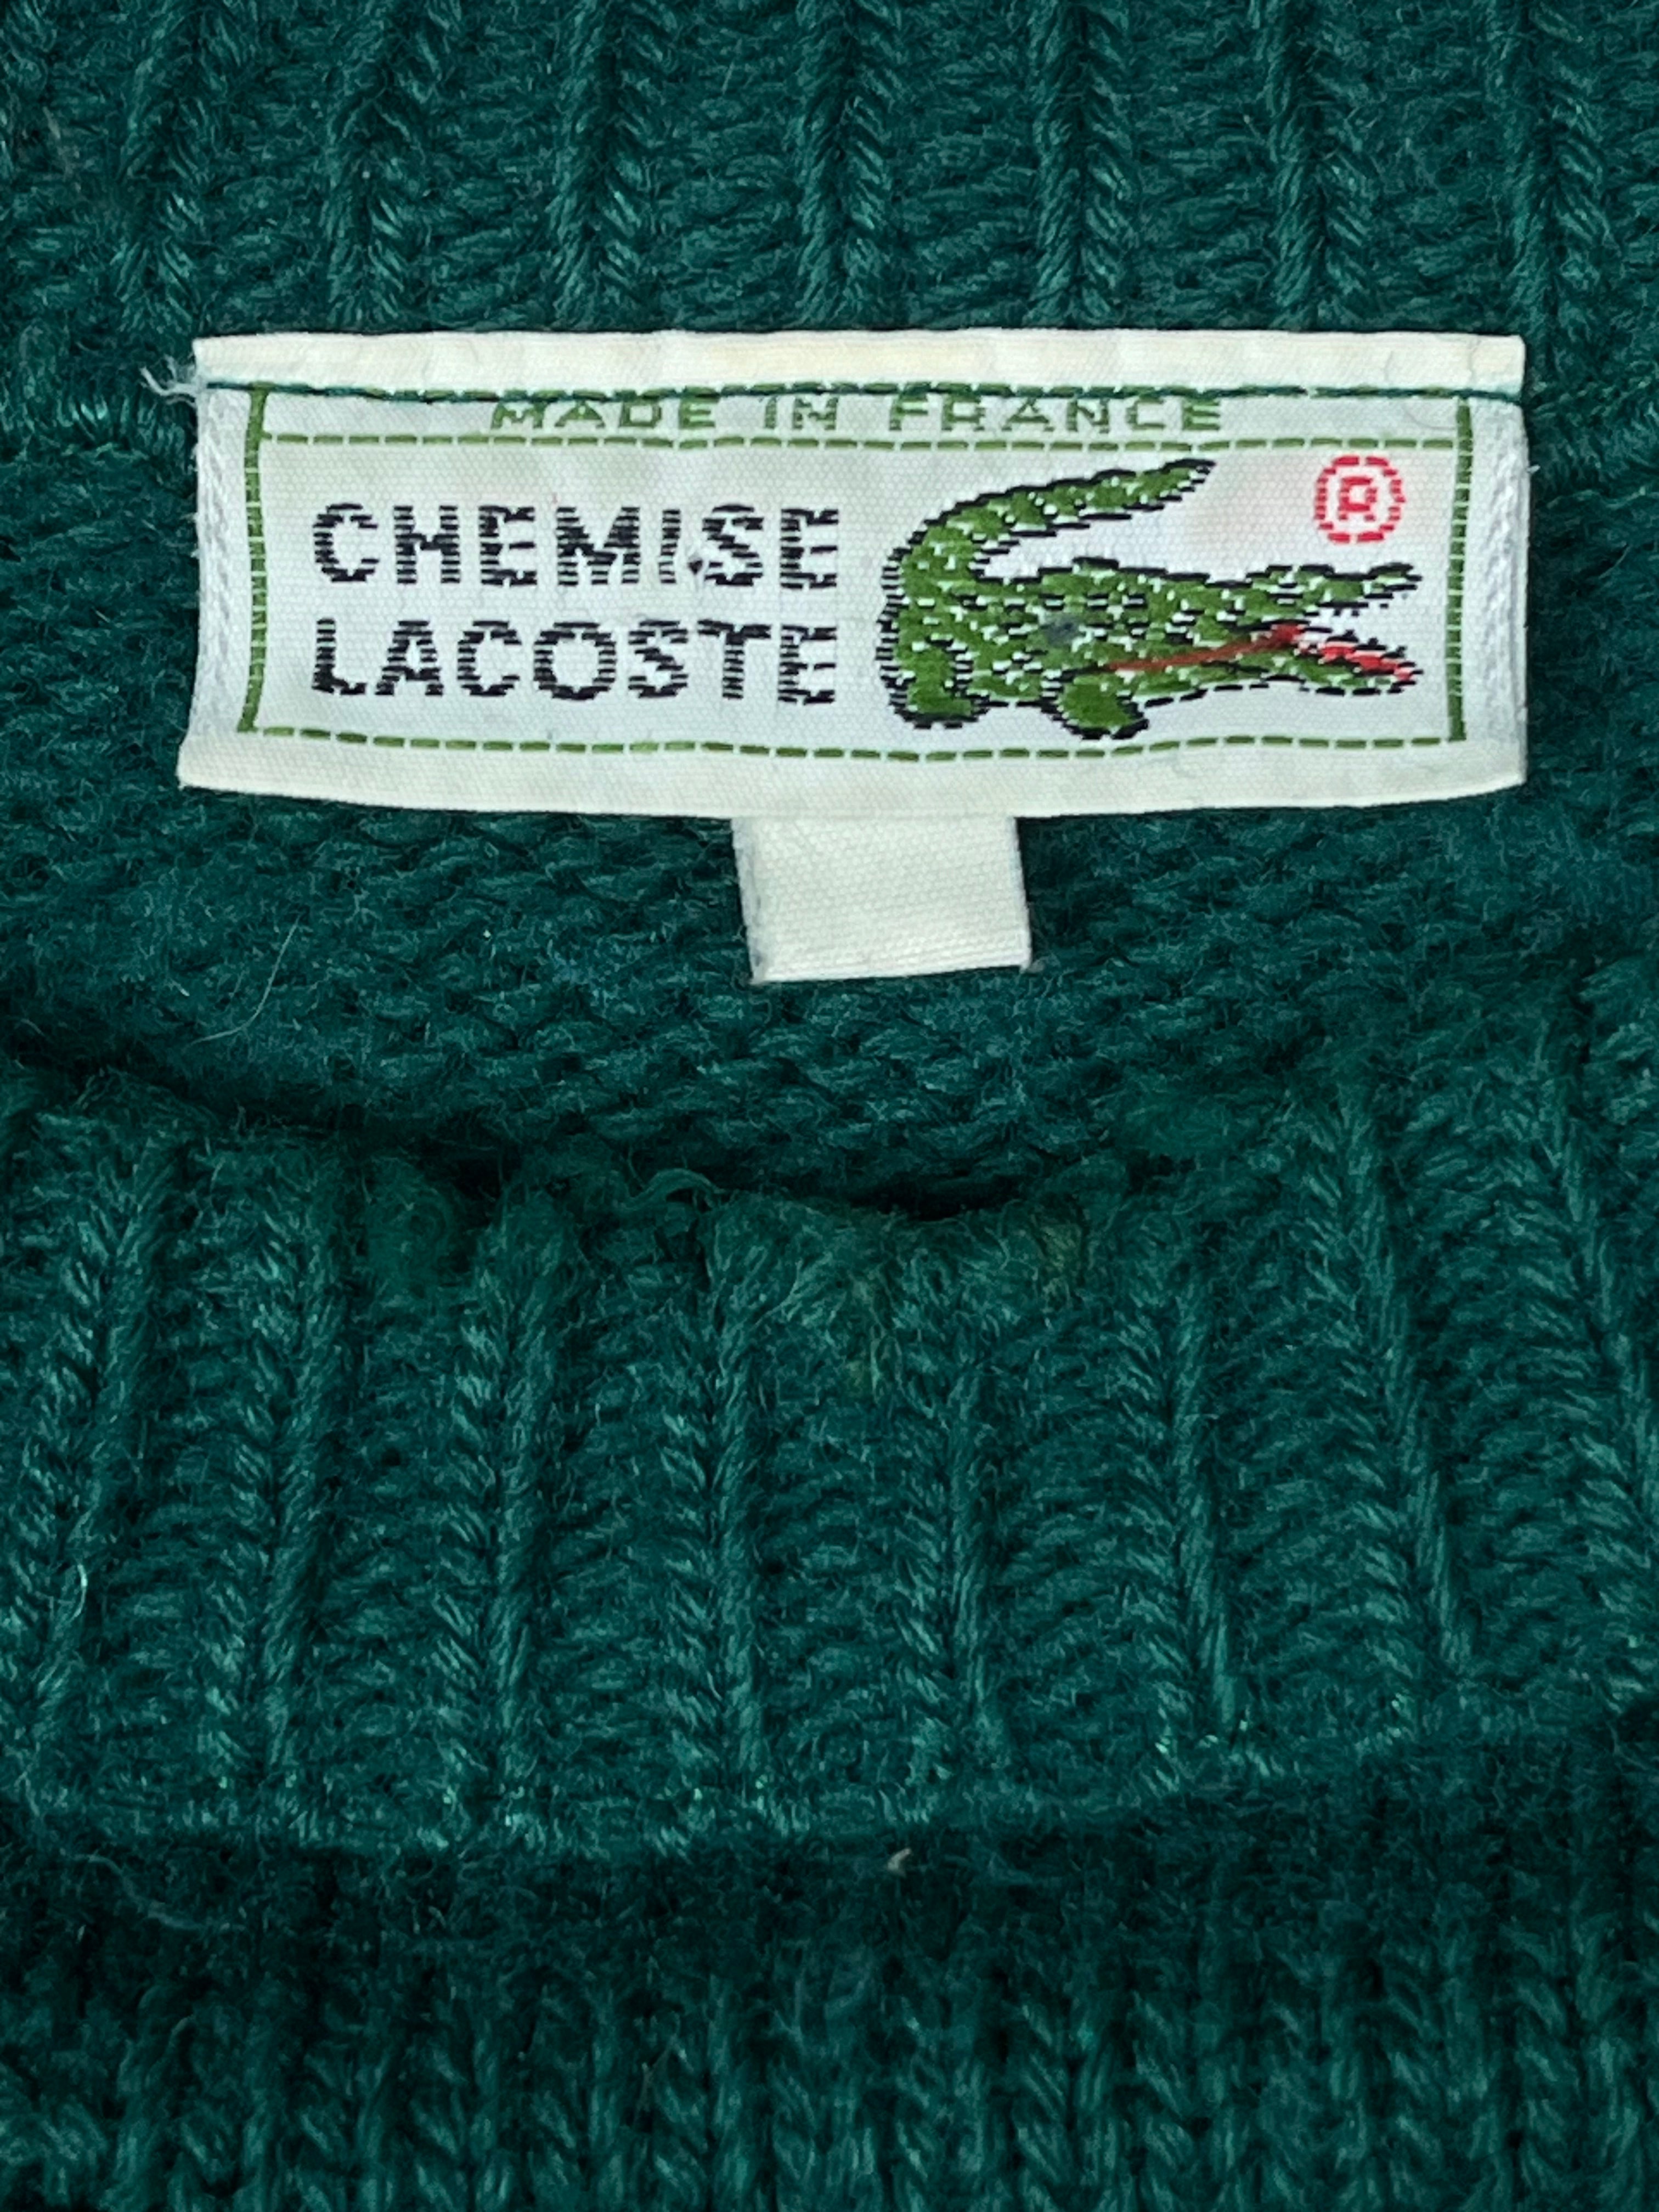 MADE IN FRANCE
CHEMISE
LACOSTE
®